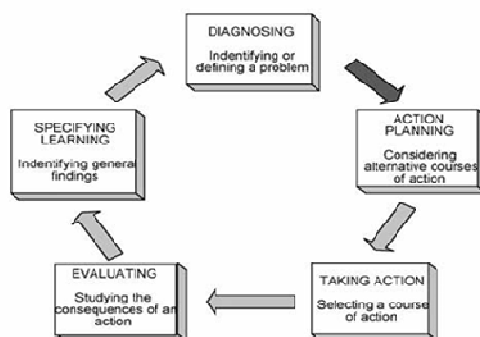 DIAGNOSING
Indentifying or
defining a problem
ACTION
PLANNING
Considering
alternative courses
of action
TAKING ACTION
Selecting a course
of action
EVALUATING
Studying the
consequences of an
action
SPECIFYING
LEARNING
Indentifying general
findings